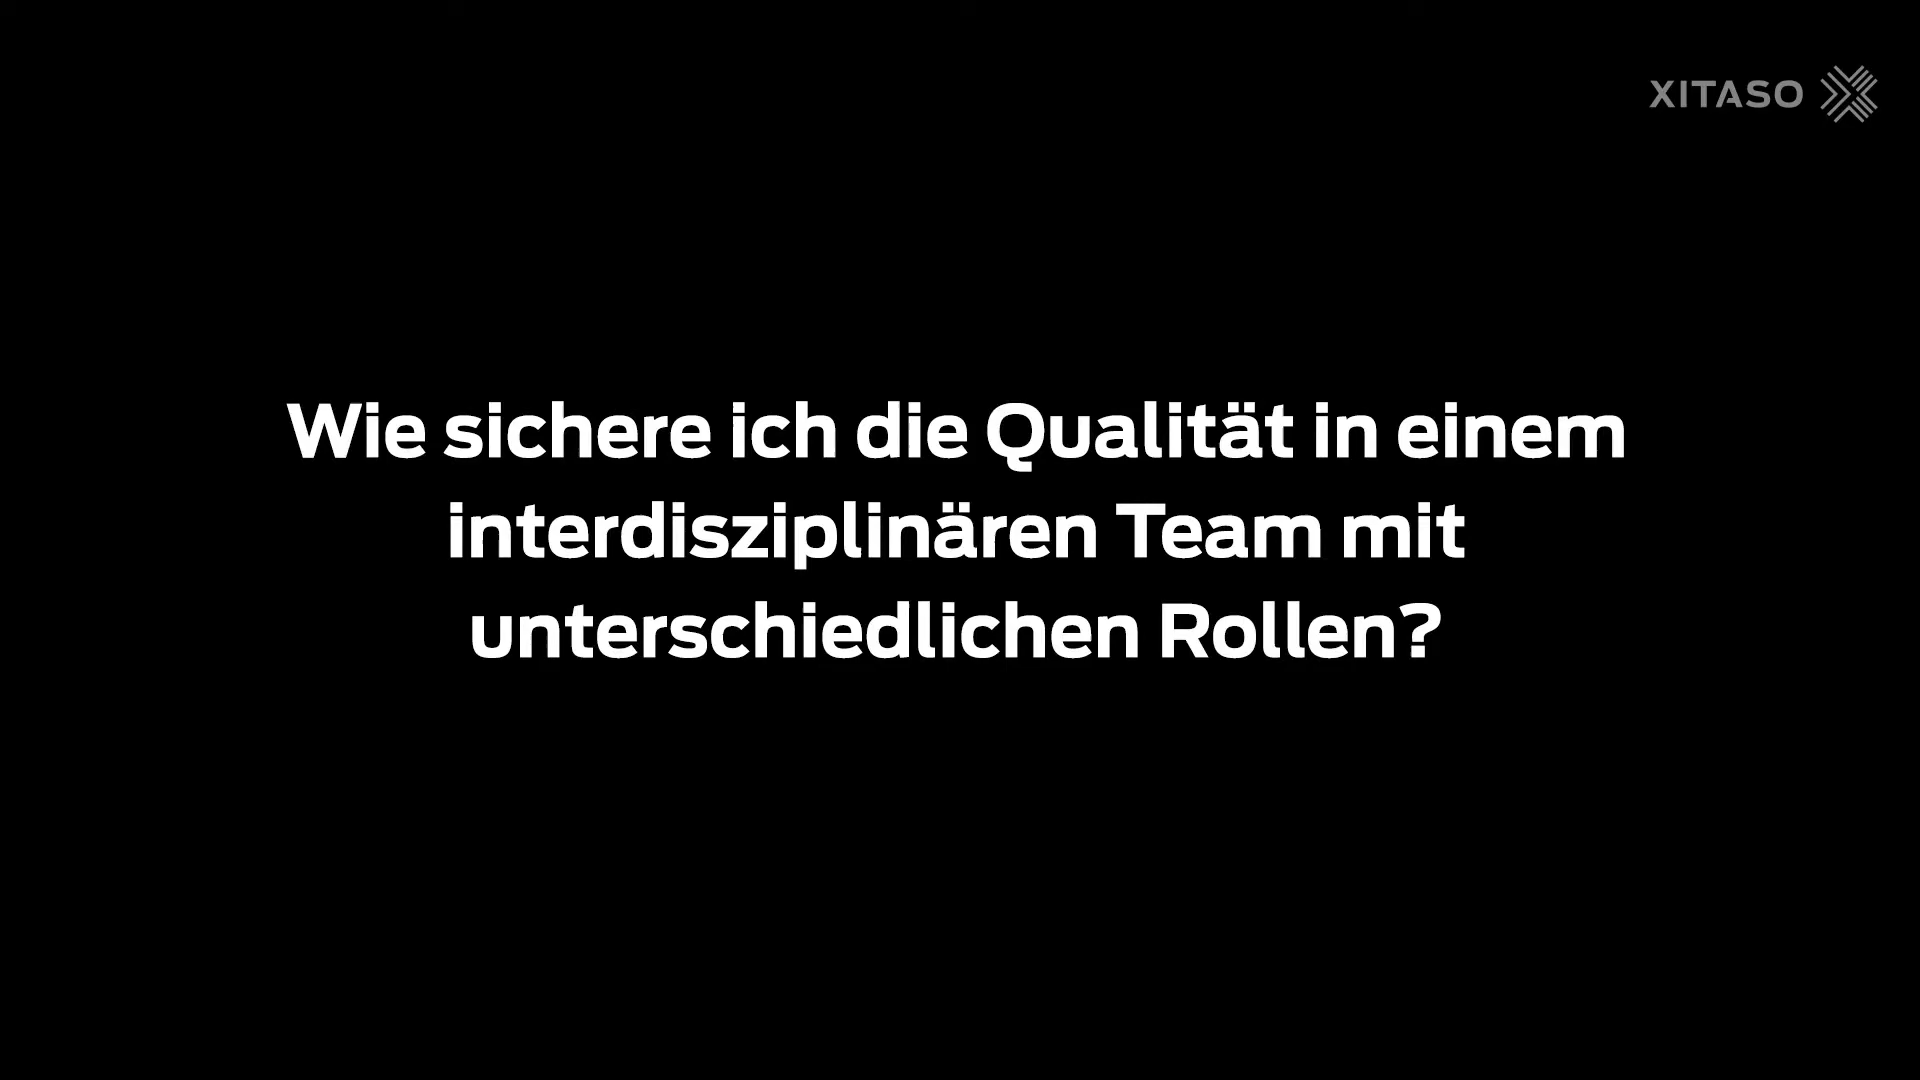 XITASO
Wie sichere ich die Qualität in einem
interdisziplinären Team mit
unterschiedlichen Rollen?